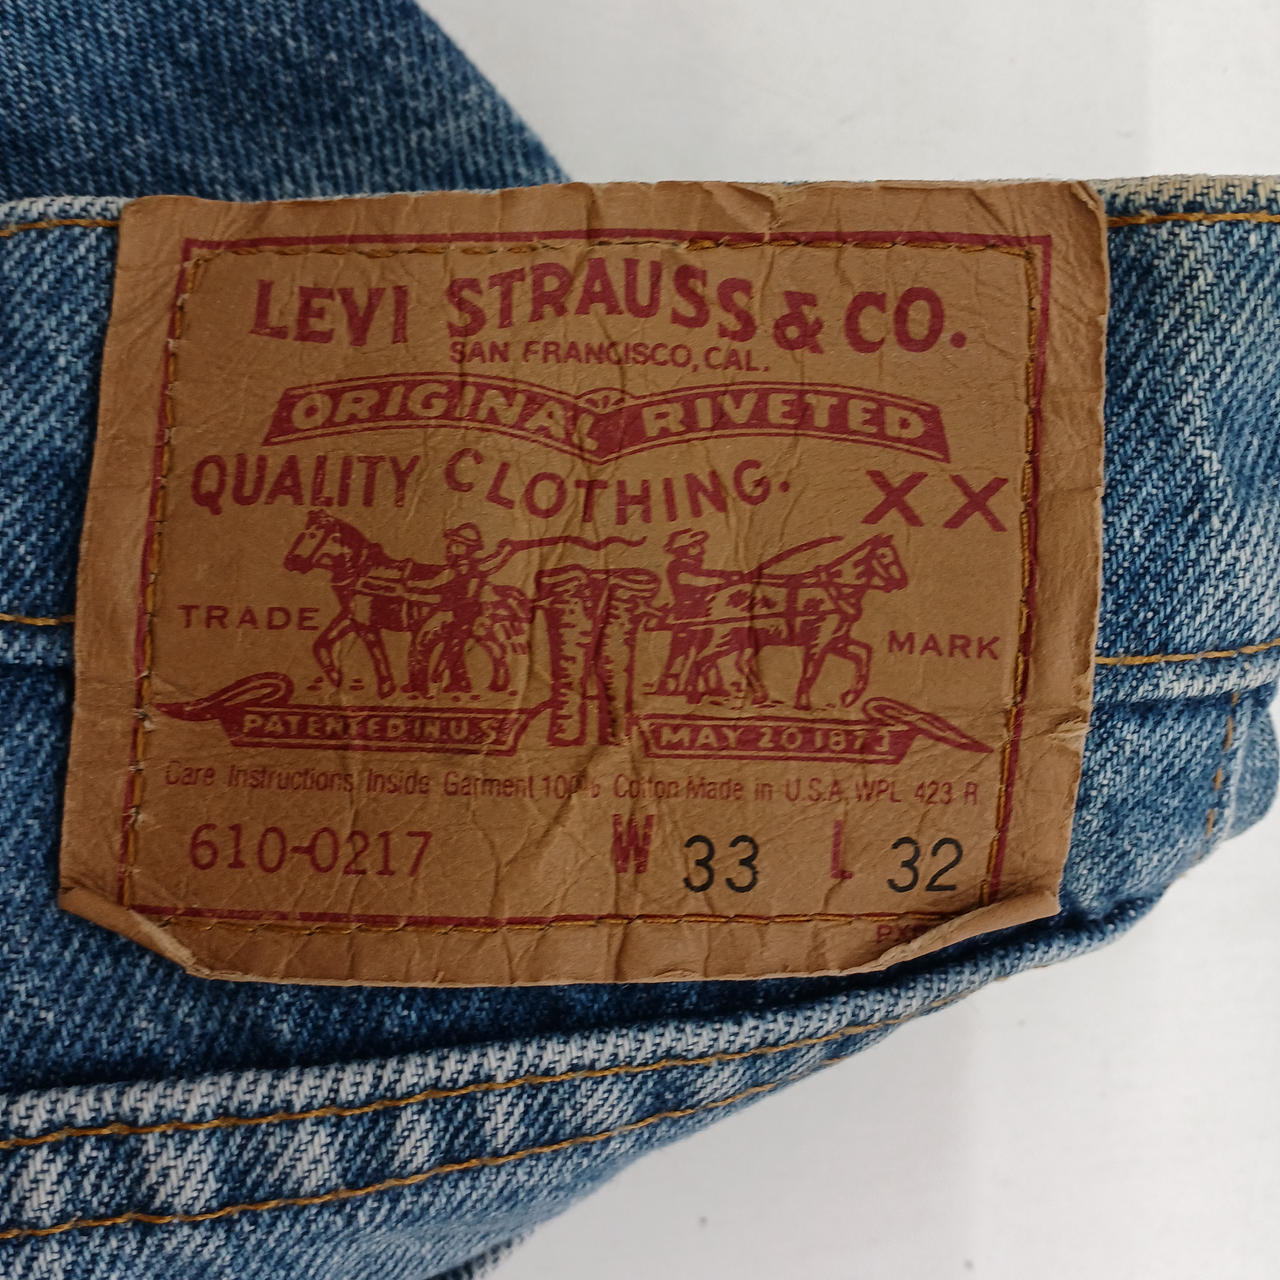 LEVI STRAUSS & CO.
SAN FRANCISCO, CAL.
ORIGINAL RIVETED
QUALITY CLOTHING. XX
TRADE MARK
PATENTED IN U.S. MAY 20 1873
Care Instructions Inside Garment 100% Cotton Made in U.S.A. WPL 423 R
610-0217 W 33 L 32